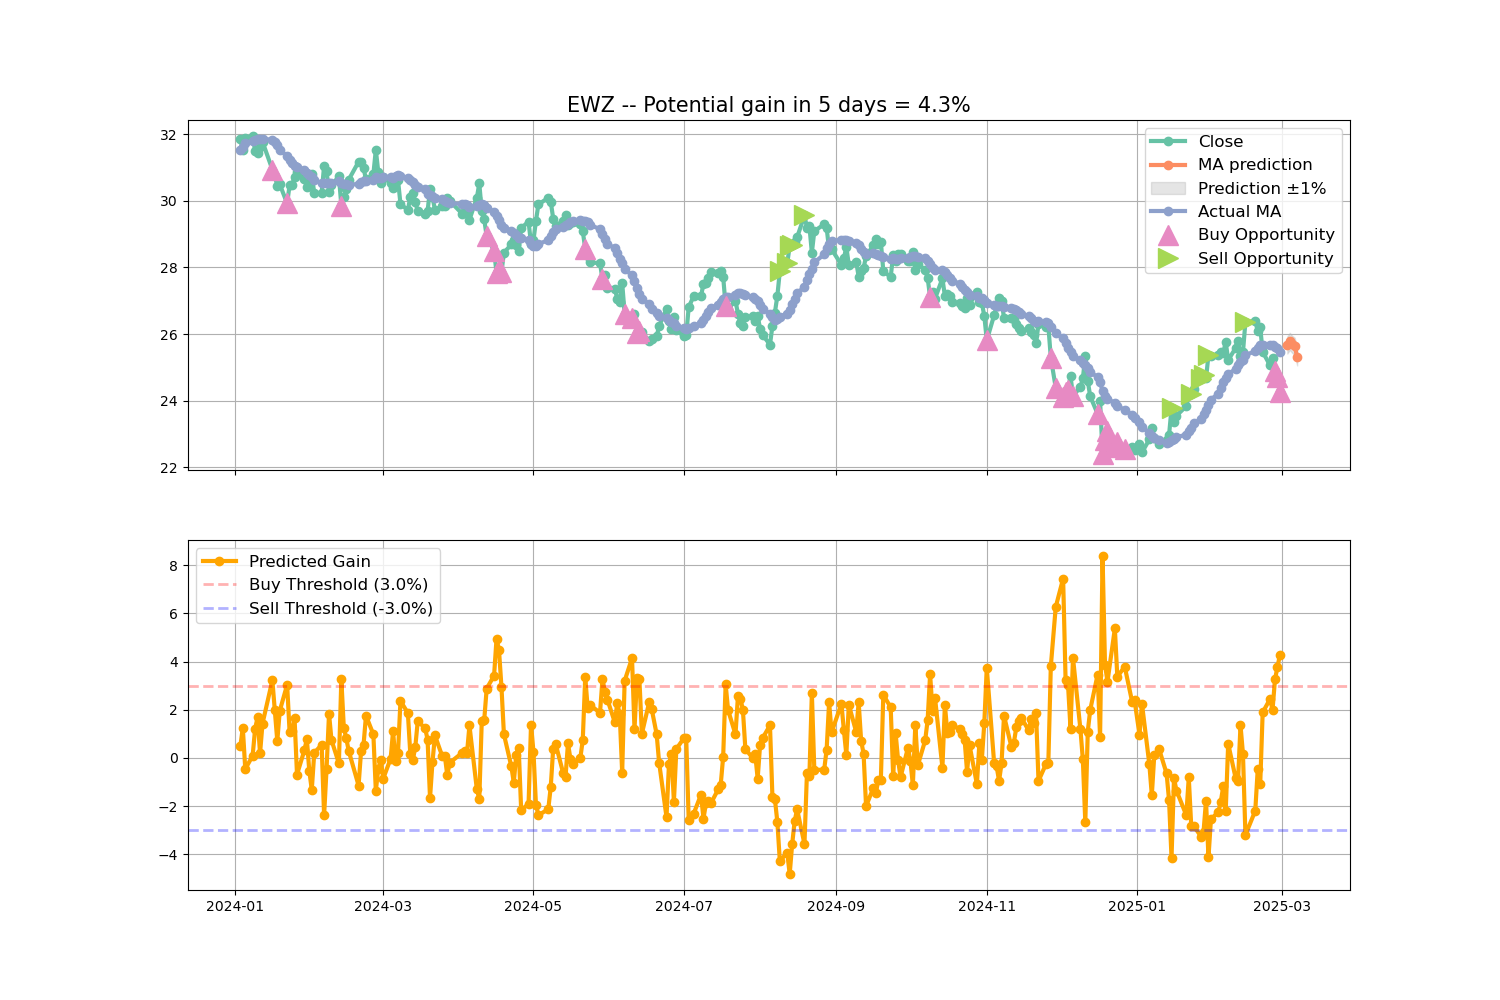 EWZ -- Potential gain in 5 days = 4.3%
32
30
28
26
24
22
Close
MA prediction
Prediction ±1%
Actual MA
Buy Opportunity
Sell Opportunity
8
6
4
2
0
−2
−4
Predicted Gain
Buy Threshold (3.0%)
Sell Threshold (-3.0%)
2024-01
2024-03
2024-05
2024-07
2024-09
2024-11
2025-01
2025-03